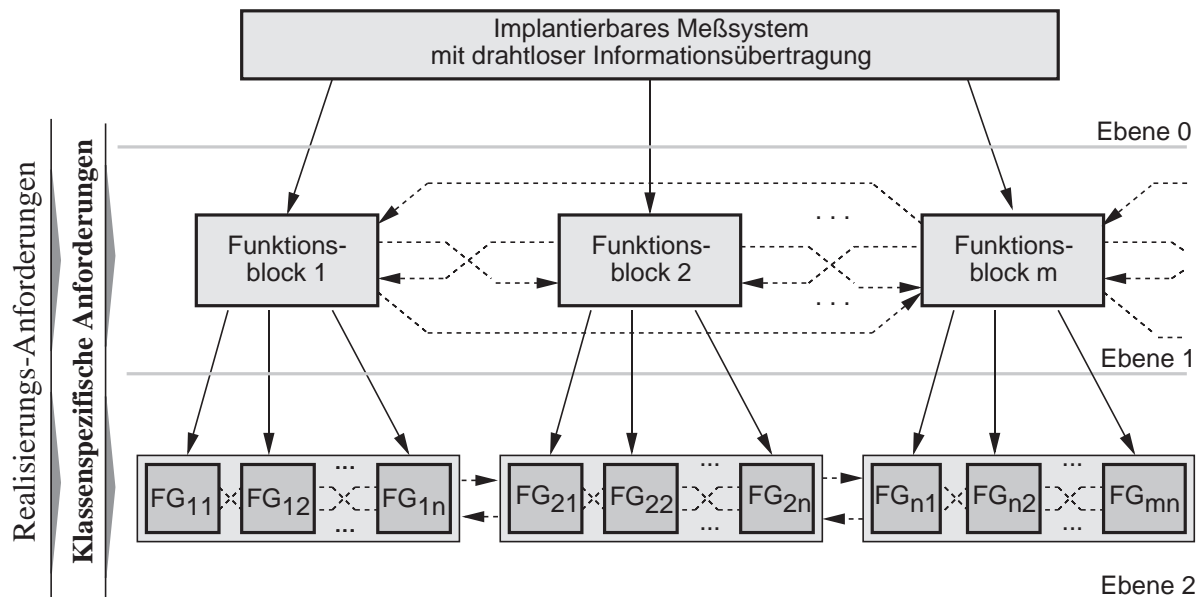 Implantierbares Meßsystem
mit drahtloser Informationsübertragung
Ebene 0
Realisierungs-Anforderungen
Klassenspezifische Anforderungen
. . .
Funktions-
block 1
Funktions-
block 2
Funktions-
block m
. . .
Ebene 1
...
...
...
FG11
FG12
FG1n
FG21
FG22
FG2n
FGn1
FGn2
FGmn
...
...
...
Ebene 2